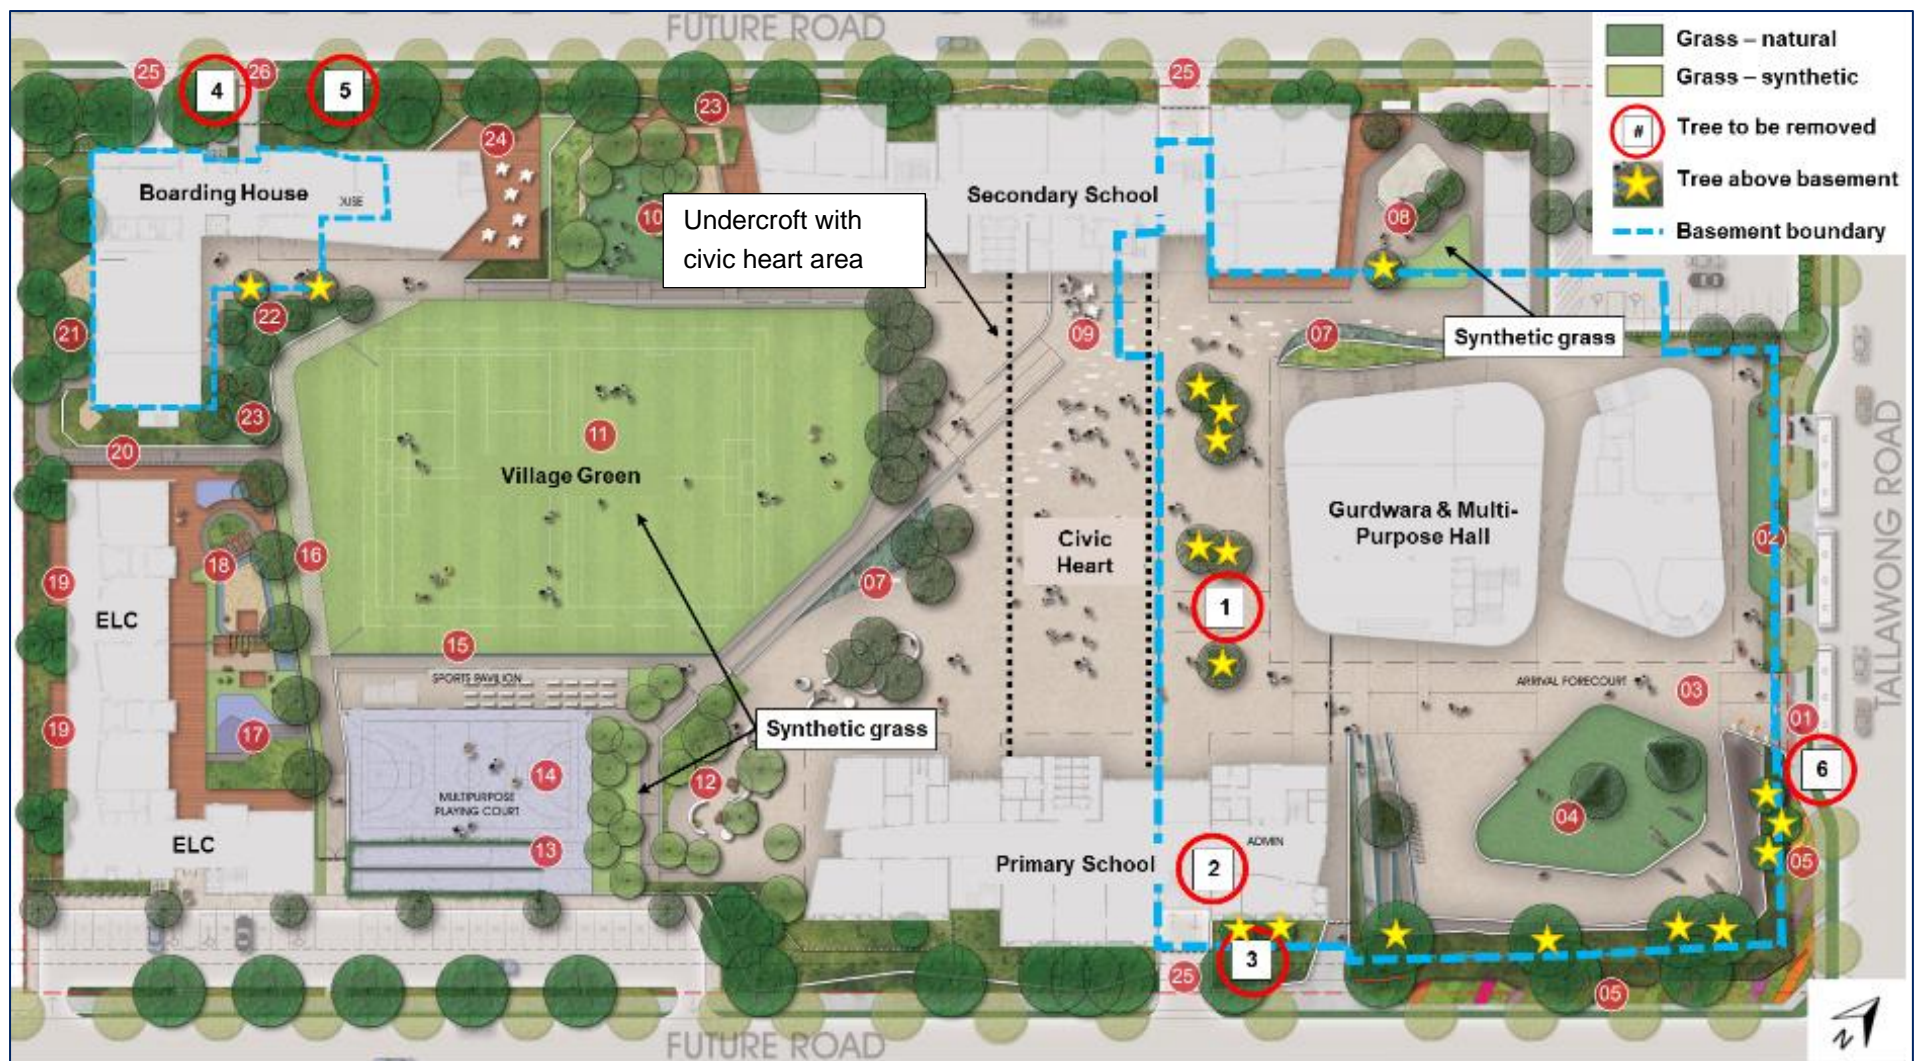 FUTURE ROAD
Grass – natural
Grass – synthetic
# Tree to be removed
Tree above basement
Basement boundary
25
4
26
5
23
25
24
Boarding House
Undercroft with
civic heart area
Secondary School
10
08
21
22
09
07
Synthetic grass
23
11
20
Village Green
Gurdwara & Multi-
Purpose Hall
TALLAWONG ROAD
02
Civic
Heart
16
18
19
07
1
ELC
15
SPORTS PAVILION
ARRIVAL FORECOURT
03
01
19
17
Synthetic grass
6
14
12
MULTIPURPOSE
PLAYING COURT
04
13
ELC
Primary School
2
ADMIN
05
3
25
05
FUTURE ROAD
N